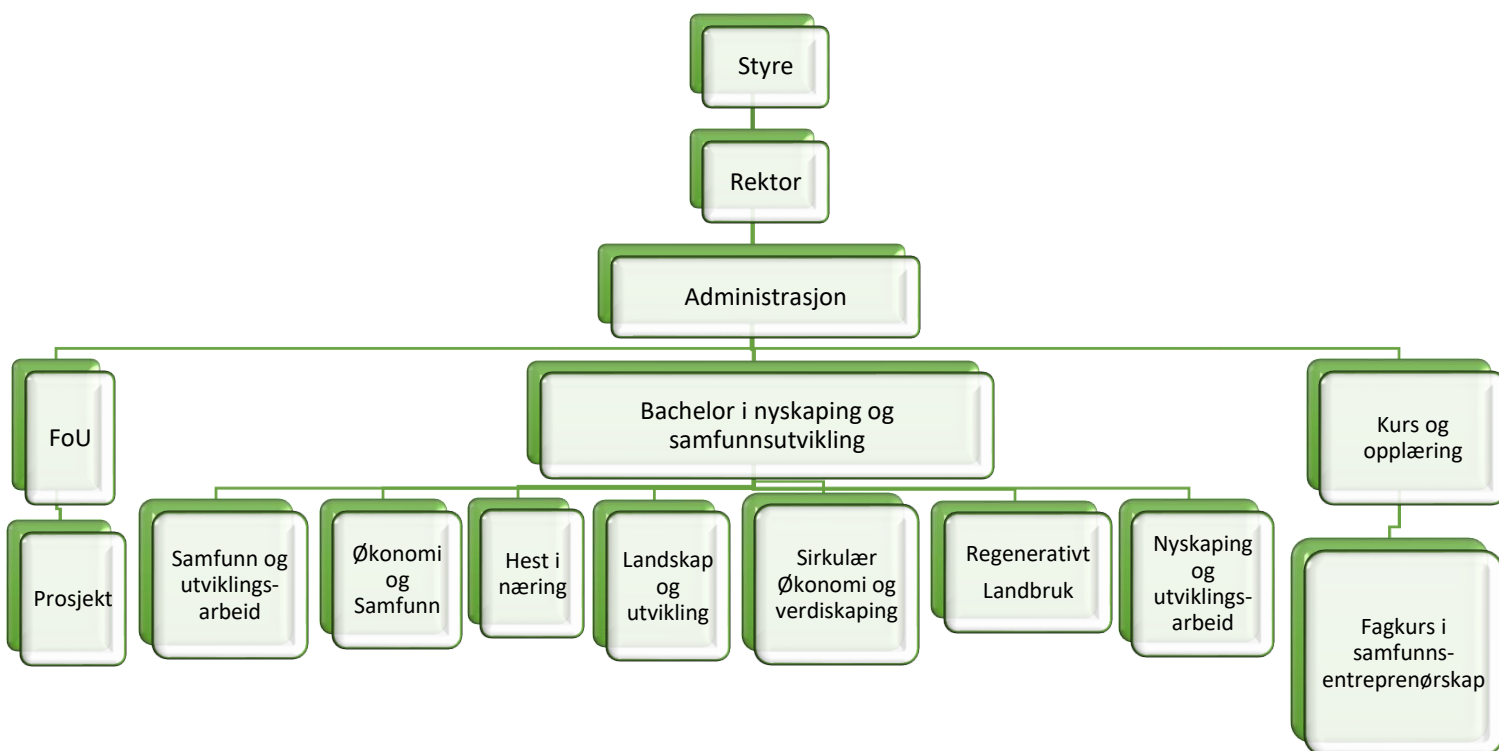 Styre
Rektor
Administrasjon
FoU
Bachelor i nyskaping og
samfunnsutvikling
Kurs og
opplæring
Prosjekt
Samfunn og
utviklings-
arbeid
Økonomi
og
Samfunn
Hest i
næring
Landskap
og
utvikling
Sirkulær
Økonomi og
verdiskaping
Regenerativt
Landbruk
Nyskaping
og
utviklings-
arbeid
Fagkurs i
samfunns-
entreprenørskap